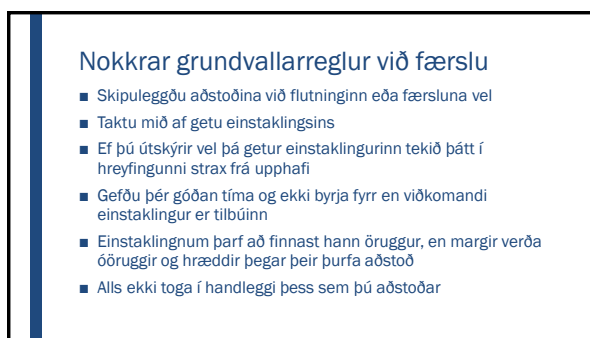 Nokkrar grundvallarreglur við færslu
■ Skipuleggðu aðstoðina við flutninginn eða færsluna vel
■ Taktu mið af getu einstaklingsins
■ Ef þú útskýrir vel þá getur einstaklingurinn tekið þátt í
hreyfingunni strax frá upphafi
■ Gefðu þér góðan tíma og ekki byrja fyrr en viðkomandi
einstaklingur er tilbúinn
■ Einstaklingnum þarf að finnast hann öruggur, en margir verða
óöruggir og hræddir þegar þeir þurfa aðstoð
■ Alls ekki toga í handleggi þess sem þú aðstoðar